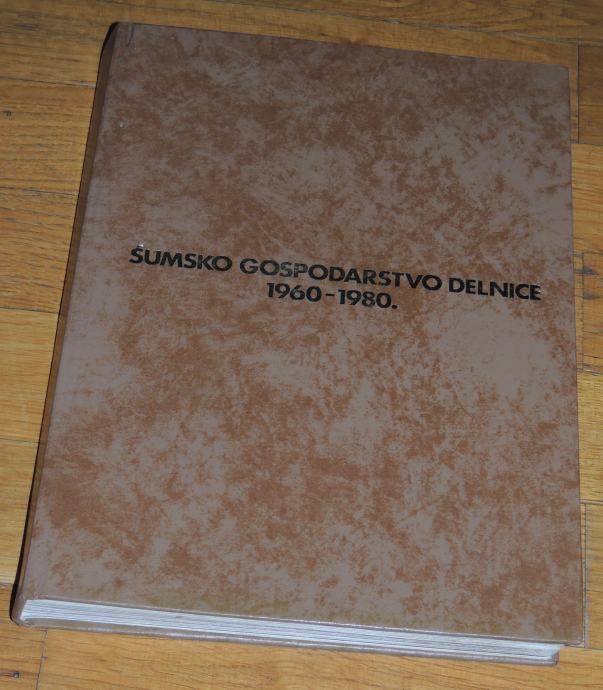 ŠUMSKO GOSPODARSTVO DELNICE
1960-1980.